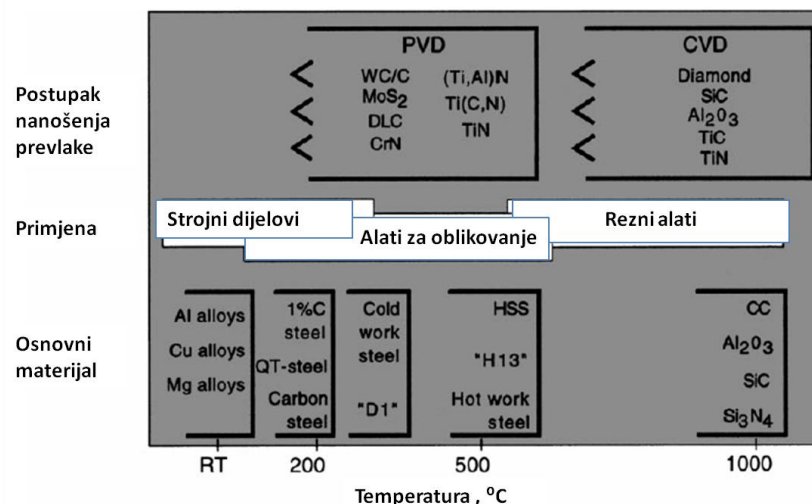 Postupak
nanošenja
prevlake
PVD
WC/C
MoS₂
DLC
CrN
(Ti,Al)N
Ti(C,N)
TiN
CVD
Diamond
SiC
Al₂O₃
TiC
TiN
Primjena
Strojni dijelovi
Alati za oblikovanje
Rezni alati
Osnovni
materijal
Al alloys
Cu alloys
Mg alloys
1%C
steel
QT-steel
Carbon
steel
Cold
work
steel
"D1"
HSS
"H13"
Hot work
steel
CC
Al₂O₃
SiC
Si₃N₄
RT
200
500
1000
Temperatura , ⁰C